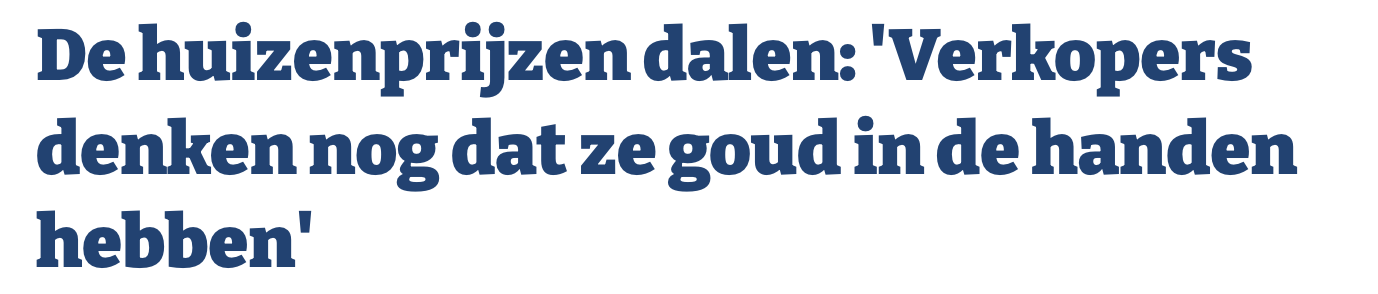 De huizenprijzen dalen: 'Verkopers
denken nog dat ze goud in de handen
hebben'